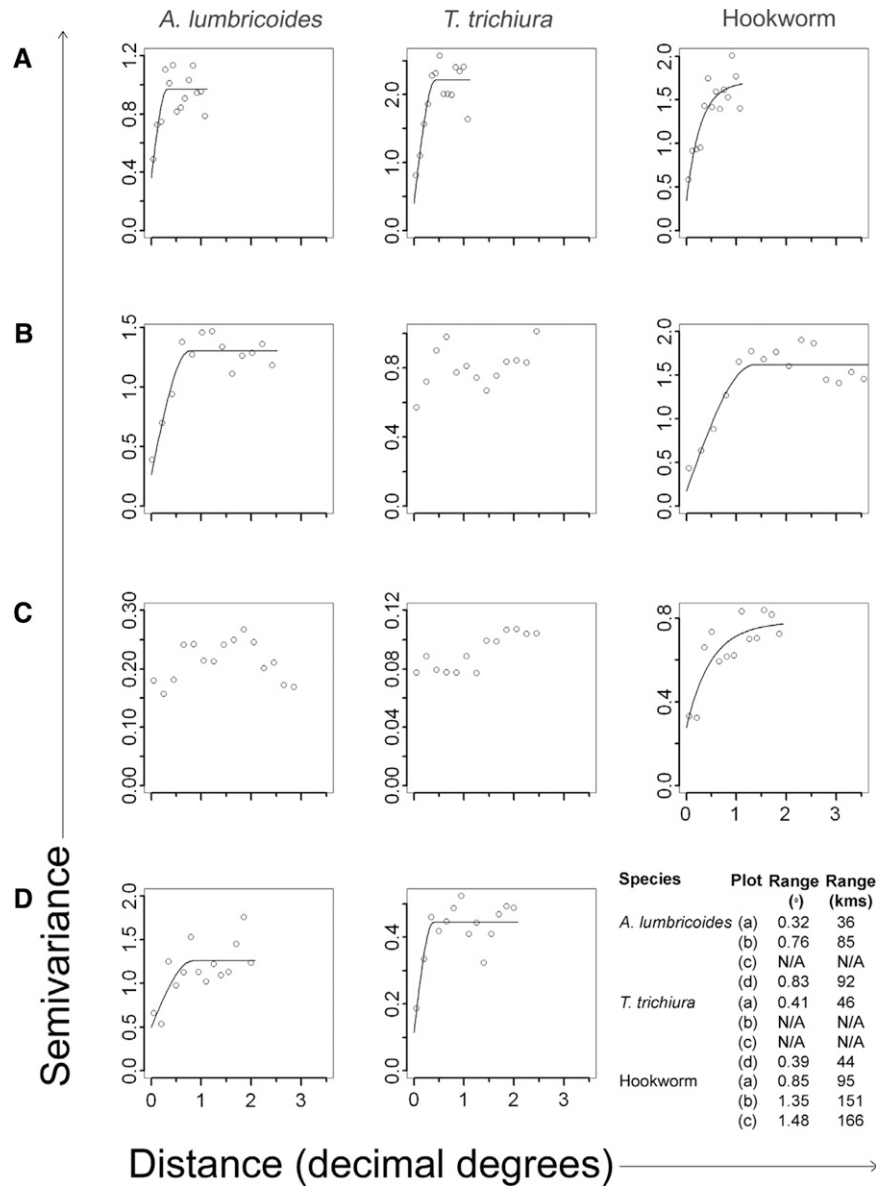 A. lumbricoides T. trichiura Hookworm
A
0.0 0.4 0.8 1.2
0.0 1.0 2.0
0.0 0.5 1.0 1.5 2.0
B
0.0 0.5 1.0 1.5
0.0 0.4 0.8
0.0 0.5 1.0 1.5 2.0
C
0.00 0.10 0.20 0.30
0.00 0.04 0.08 0.12
0.0 0.4 0.8
0 1 2 3
D
0.0 0.5 1.0 1.5 2.0
0 1 2 3
0.0 0.2 0.4
0 1 2 3
Species Plot Range (°) Range (kms)
A. lumbricoides (a) 0.32 36
(b) 0.76 85
(c) N/A N/A
(d) 0.83 92
T. trichiura (a) 0.41 46
(b) N/A N/A
(c) N/A N/A
(d) 0.39 44
Hookworm (a) 0.85 95
(b) 1.35 151
(c) 1.48 166
Semivariance
Distance (decimal degrees)